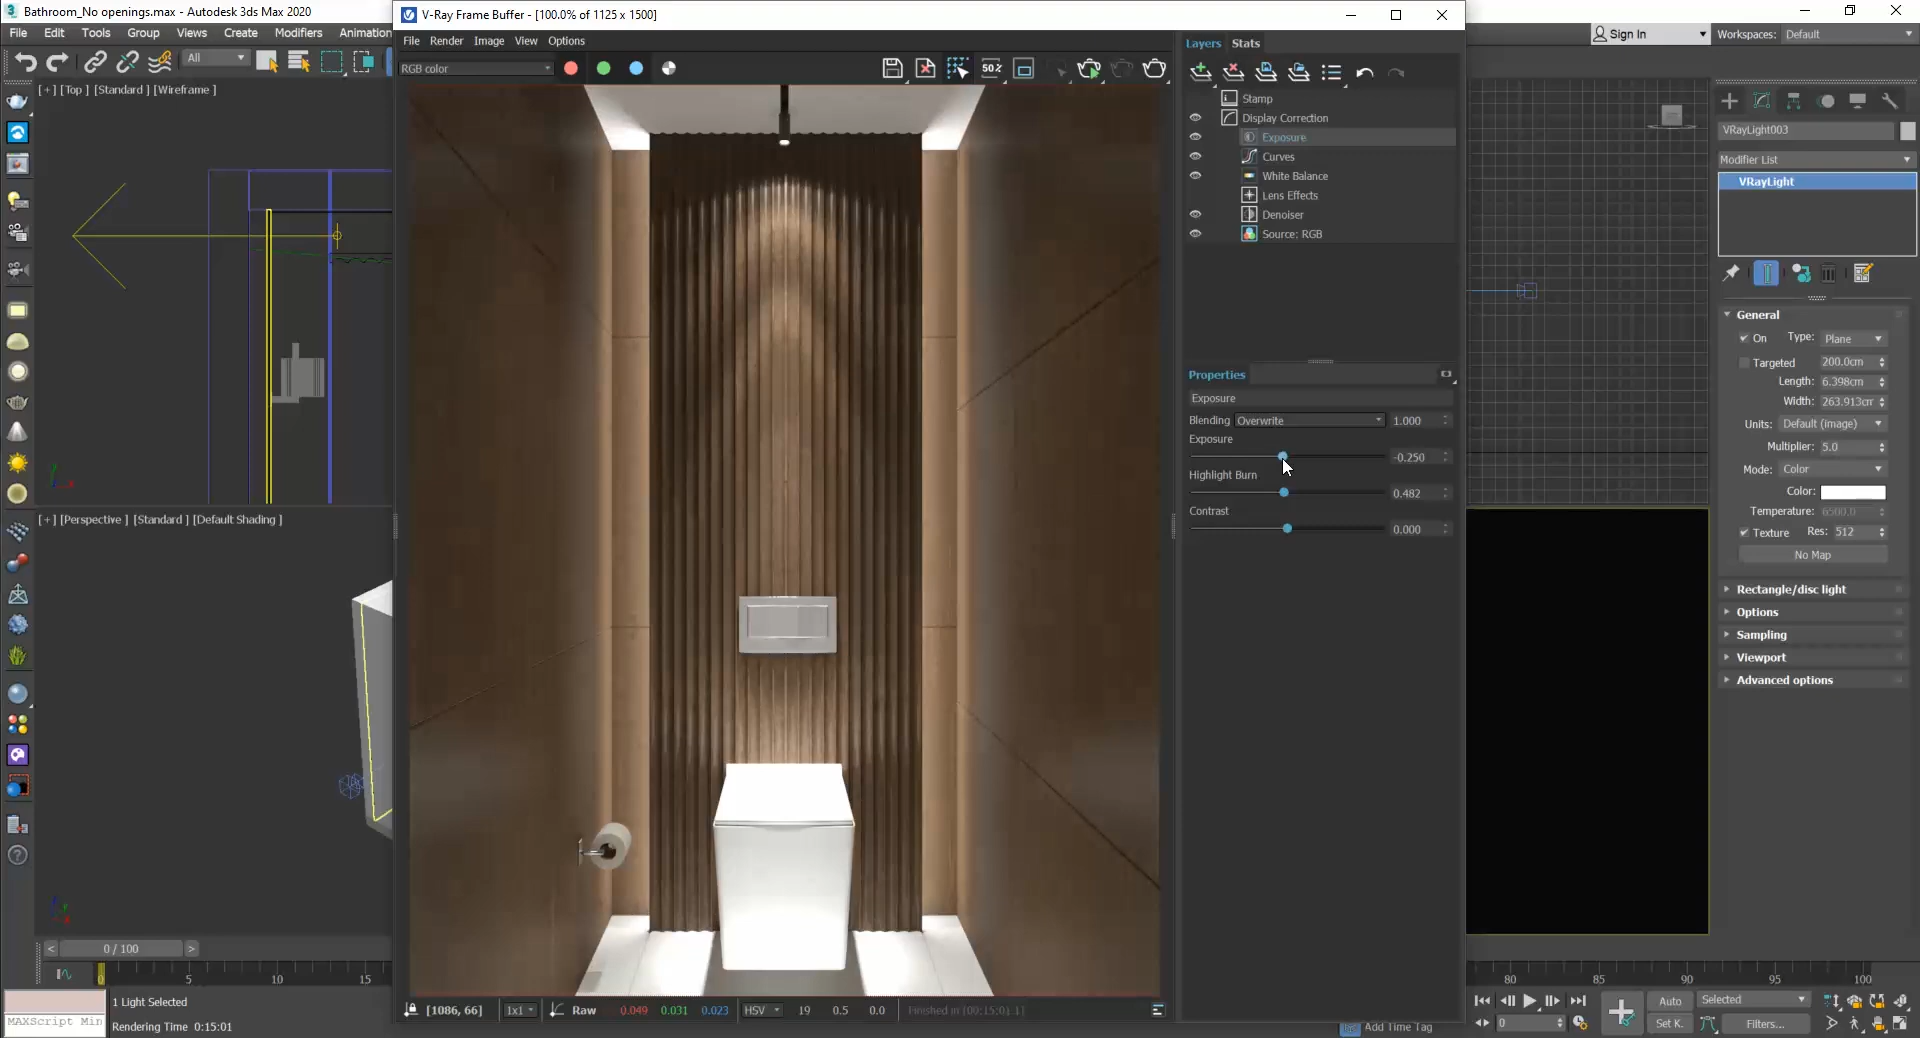 Bathroom_No openings.max - Autodesk 3ds Max 2020
V-Ray Frame Buffer - [100.0% of 1125 x 1500]
File Edit Tools Group Views Create Modifiers Animation
File Render Image View Options
Layers Stats
Sign In
Workspaces: Default
All
RGB color
50%
[+] [Top ] [Standard ] [Wireframe ]
Stamp
Display Correction
Exposure
Curves
White Balance
Lens Effects
Denoiser
Source: RGB
VRayLight003
Modifier List
VRayLight
General
On Type: Plane
Targeted 200.0cm
Length: 6.398cm
Width: 263.913cm
Units: Default (image)
Multiplier: 5.0
Mode: Color
Color:
Temperature: 6500.0
Texture Res: 512
No Map
Rectangle/disc light
Options
Sampling
Viewport
Advanced options
Properties
Exposure
Blending Overwrite 1.000
Exposure
-0.250
Highlight Burn
0.482
Contrast
0.000
[+] [Perspective ] [Standard ] [Default Shading ]
< 0 / 100 >
0 5 10 15
80 85 90 95 100
1 Light Selected
MAXScript Min
Rendering Time 0:15:01
[1086, 66] 1x1 Raw 0.049 0.031 0.023 HSV 19 0.5 0.0
Auto Selected
0 Set K. Filters...
Add Time Tag